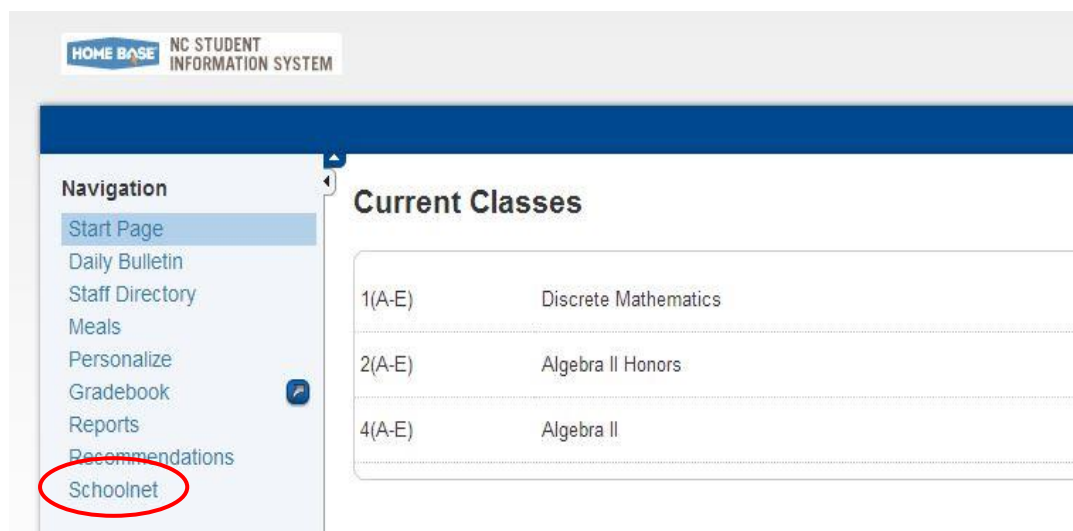 HOME BASE
NC STUDENT
INFORMATION SYSTEM
Navigation
Start Page
Daily Bulletin
Staff Directory
Meals
Personalize
Gradebook
Reports
Recommendations
Schoolnet
Current Classes
1(A-E) Discrete Mathematics
2(A-E) Algebra II Honors
4(A-E) Algebra II